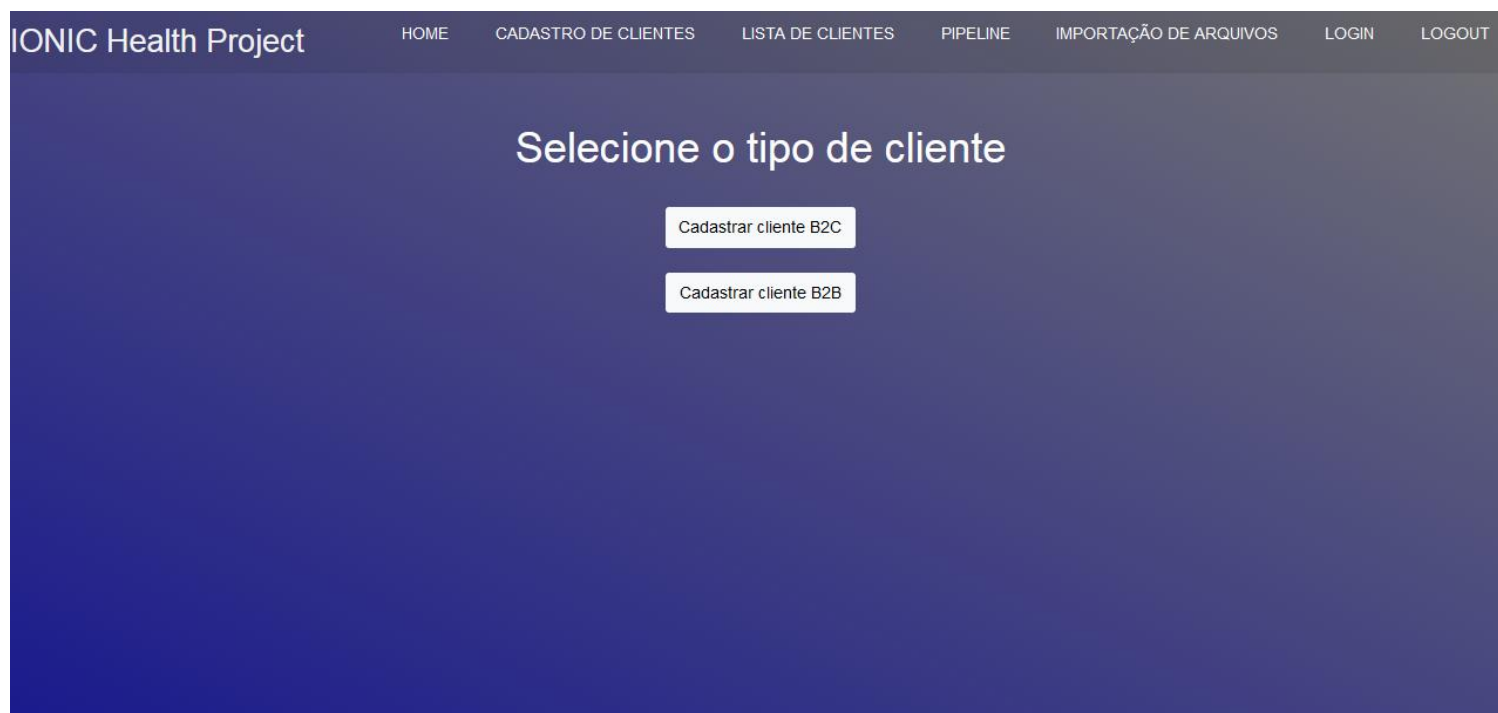 IONIC Health Project HOME CADASTRO DE CLIENTES LISTA DE CLIENTES PIPELINE IMPORTAÇÃO DE ARQUIVOS LOGIN LOGOUT
Selecione o tipo de cliente
Cadastrar cliente B2C
Cadastrar cliente B2B